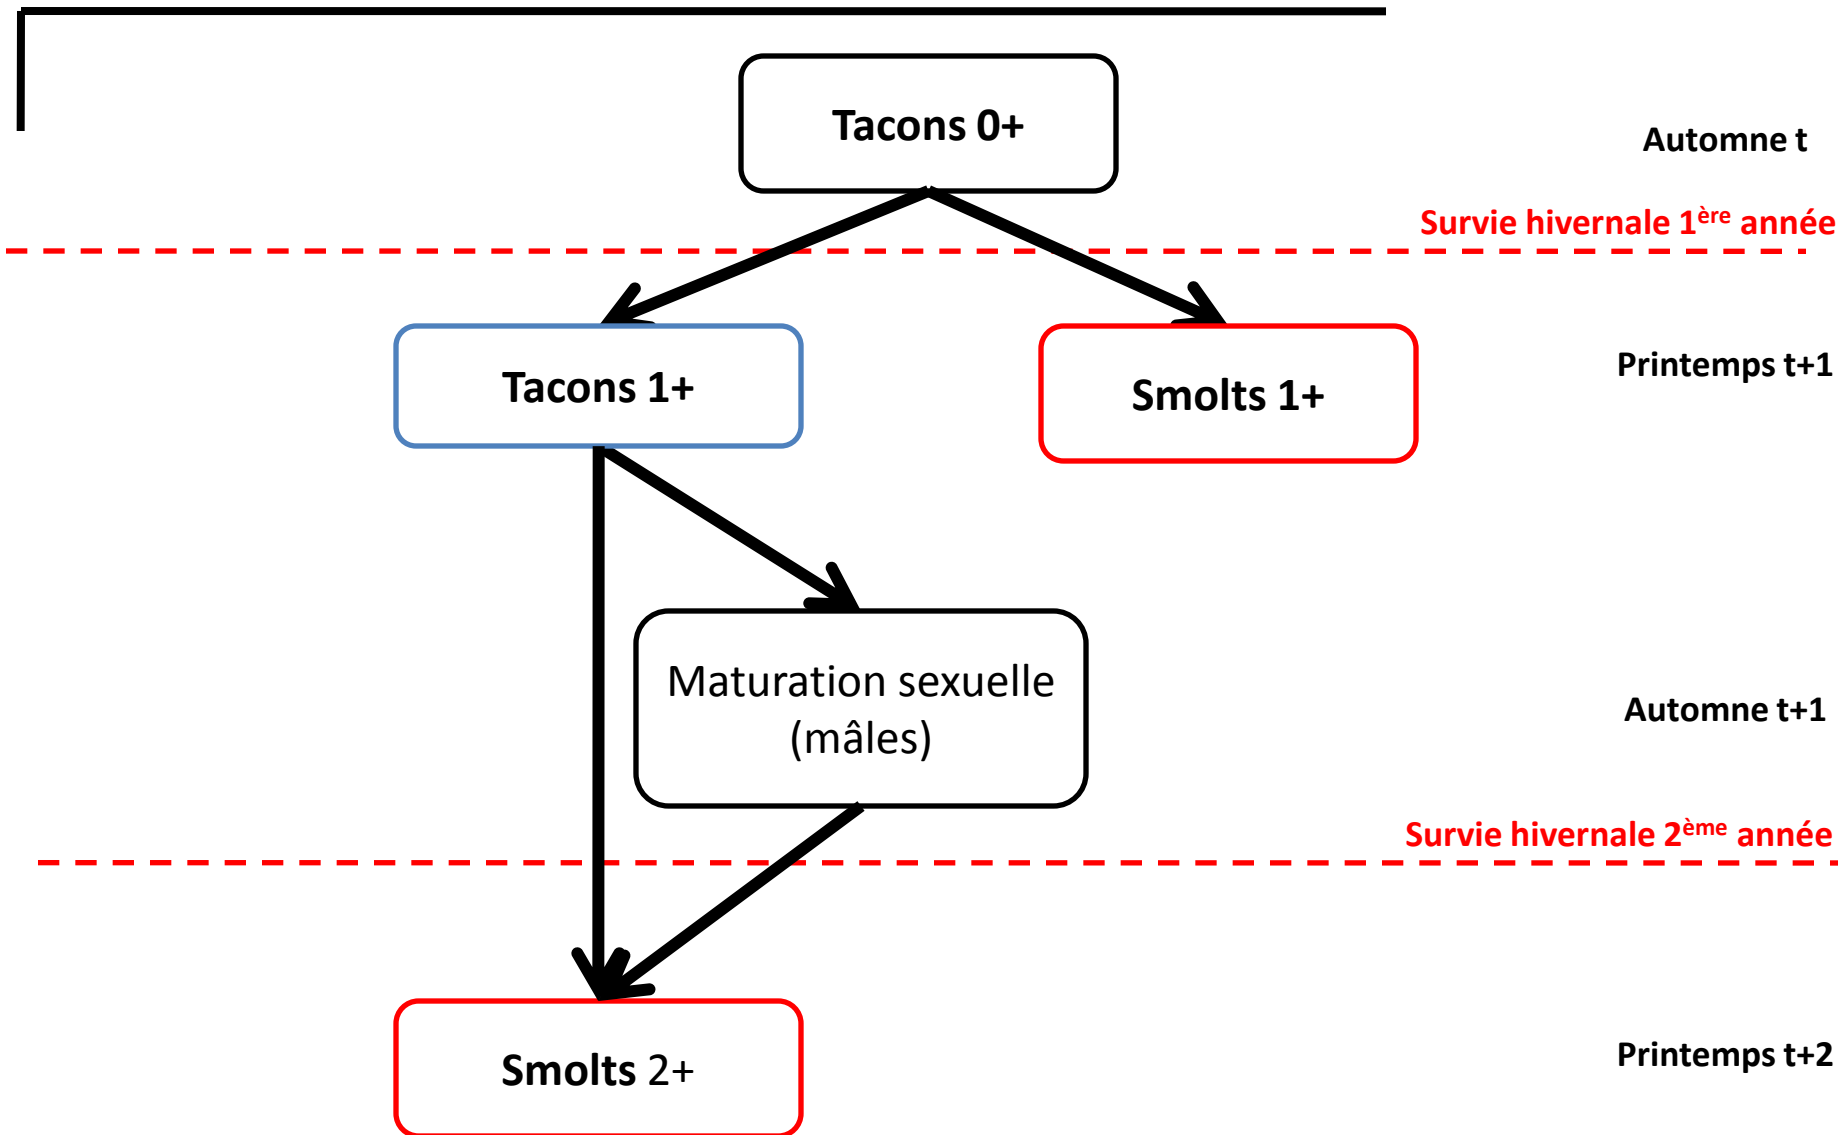 Tacons 0+
Automne t
Survie hivernale 1ère année
Tacons 1+
Smolts 1+
Printemps t+1
Maturation sexuelle
(mâles)
Automne t+1
Survie hivernale 2ème année
Smolts 2+
Printemps t+2